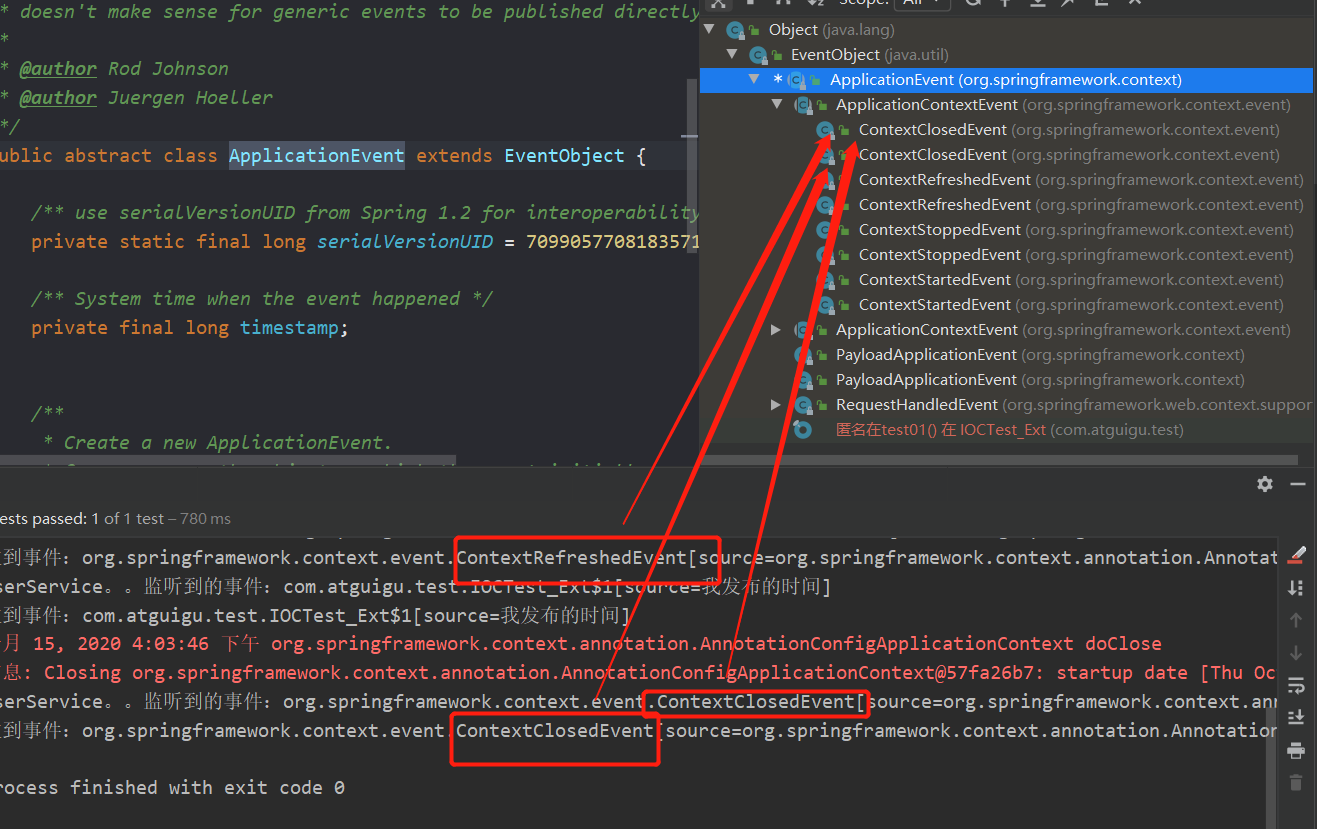 * doesn't make sense for generic events to be published directly
*
* @author Rod Johnson
* @author Juergen Hoeller
*/
ublic abstract class ApplicationEvent extends EventObject {
/** use serialVersionUID from Spring 1.2 for interoperability
private static final long serialVersionUID = 7099057708183571
/** System time when the event happened */
private final long timestamp;
/**
* Create a new ApplicationEvent.
Scope: All
Object (java.lang)
EventObject (java.util)
* ApplicationEvent (org.springframework.context)
ApplicationContextEvent (org.springframework.context.event)
ContextClosedEvent (org.springframework.context.event)
ContextClosedEvent (org.springframework.context.event)
ContextRefreshedEvent (org.springframework.context.event)
ContextRefreshedEvent (org.springframework.context.event)
ContextStoppedEvent (org.springframework.context.event)
ContextStoppedEvent (org.springframework.context.event)
ContextStartedEvent (org.springframework.context.event)
ContextStartedEvent (org.springframework.context.event)
ApplicationContextEvent (org.springframework.context.event)
PayloadApplicationEvent (org.springframework.context)
PayloadApplicationEvent (org.springframework.context)
RequestHandledEvent (org.springframework.web.context.suppor
匿名在test01() 在 IOCTest_Ext (com.atguigu.test)
ests passed: 1 of 1 test – 780 ms
到事件：org.springframework.context.event.ContextRefreshedEvent[source=org.springframework.context.annotation.Annotat
serService。。监听到的事件：com.atguigu.test.IOCTest_Ext$1[source=我发布的时间]
到事件：com.atguigu.test.IOCTest_Ext$1[source=我发布的时间]
月 15, 2020 4:03:46 下午 org.springframework.context.annotation.AnnotationConfigApplicationContext doClose
息: Closing org.springframework.context.annotation.AnnotationConfigApplicationContext@57fa26b7: startup date [Thu Oc
serService。。监听到的事件：org.springframework.context.event.ContextClosedEvent[source=org.springframework.context.ann
到事件：org.springframework.context.event.ContextClosedEvent[source=org.springframework.context.annotation.Annotation
rocess finished with exit code 0